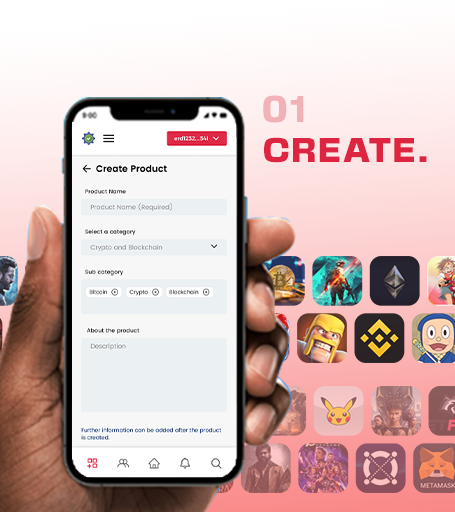 01
CREATE.
9:00
erd1232...54l
Create Product
Product Name
Product Name (Required)
Select a category
Crypto and Blockchain
Sub category
Bitcoin
Crypto
Blockchain
About the product
Description
Further information can be added after the product
is created.
METAMASK